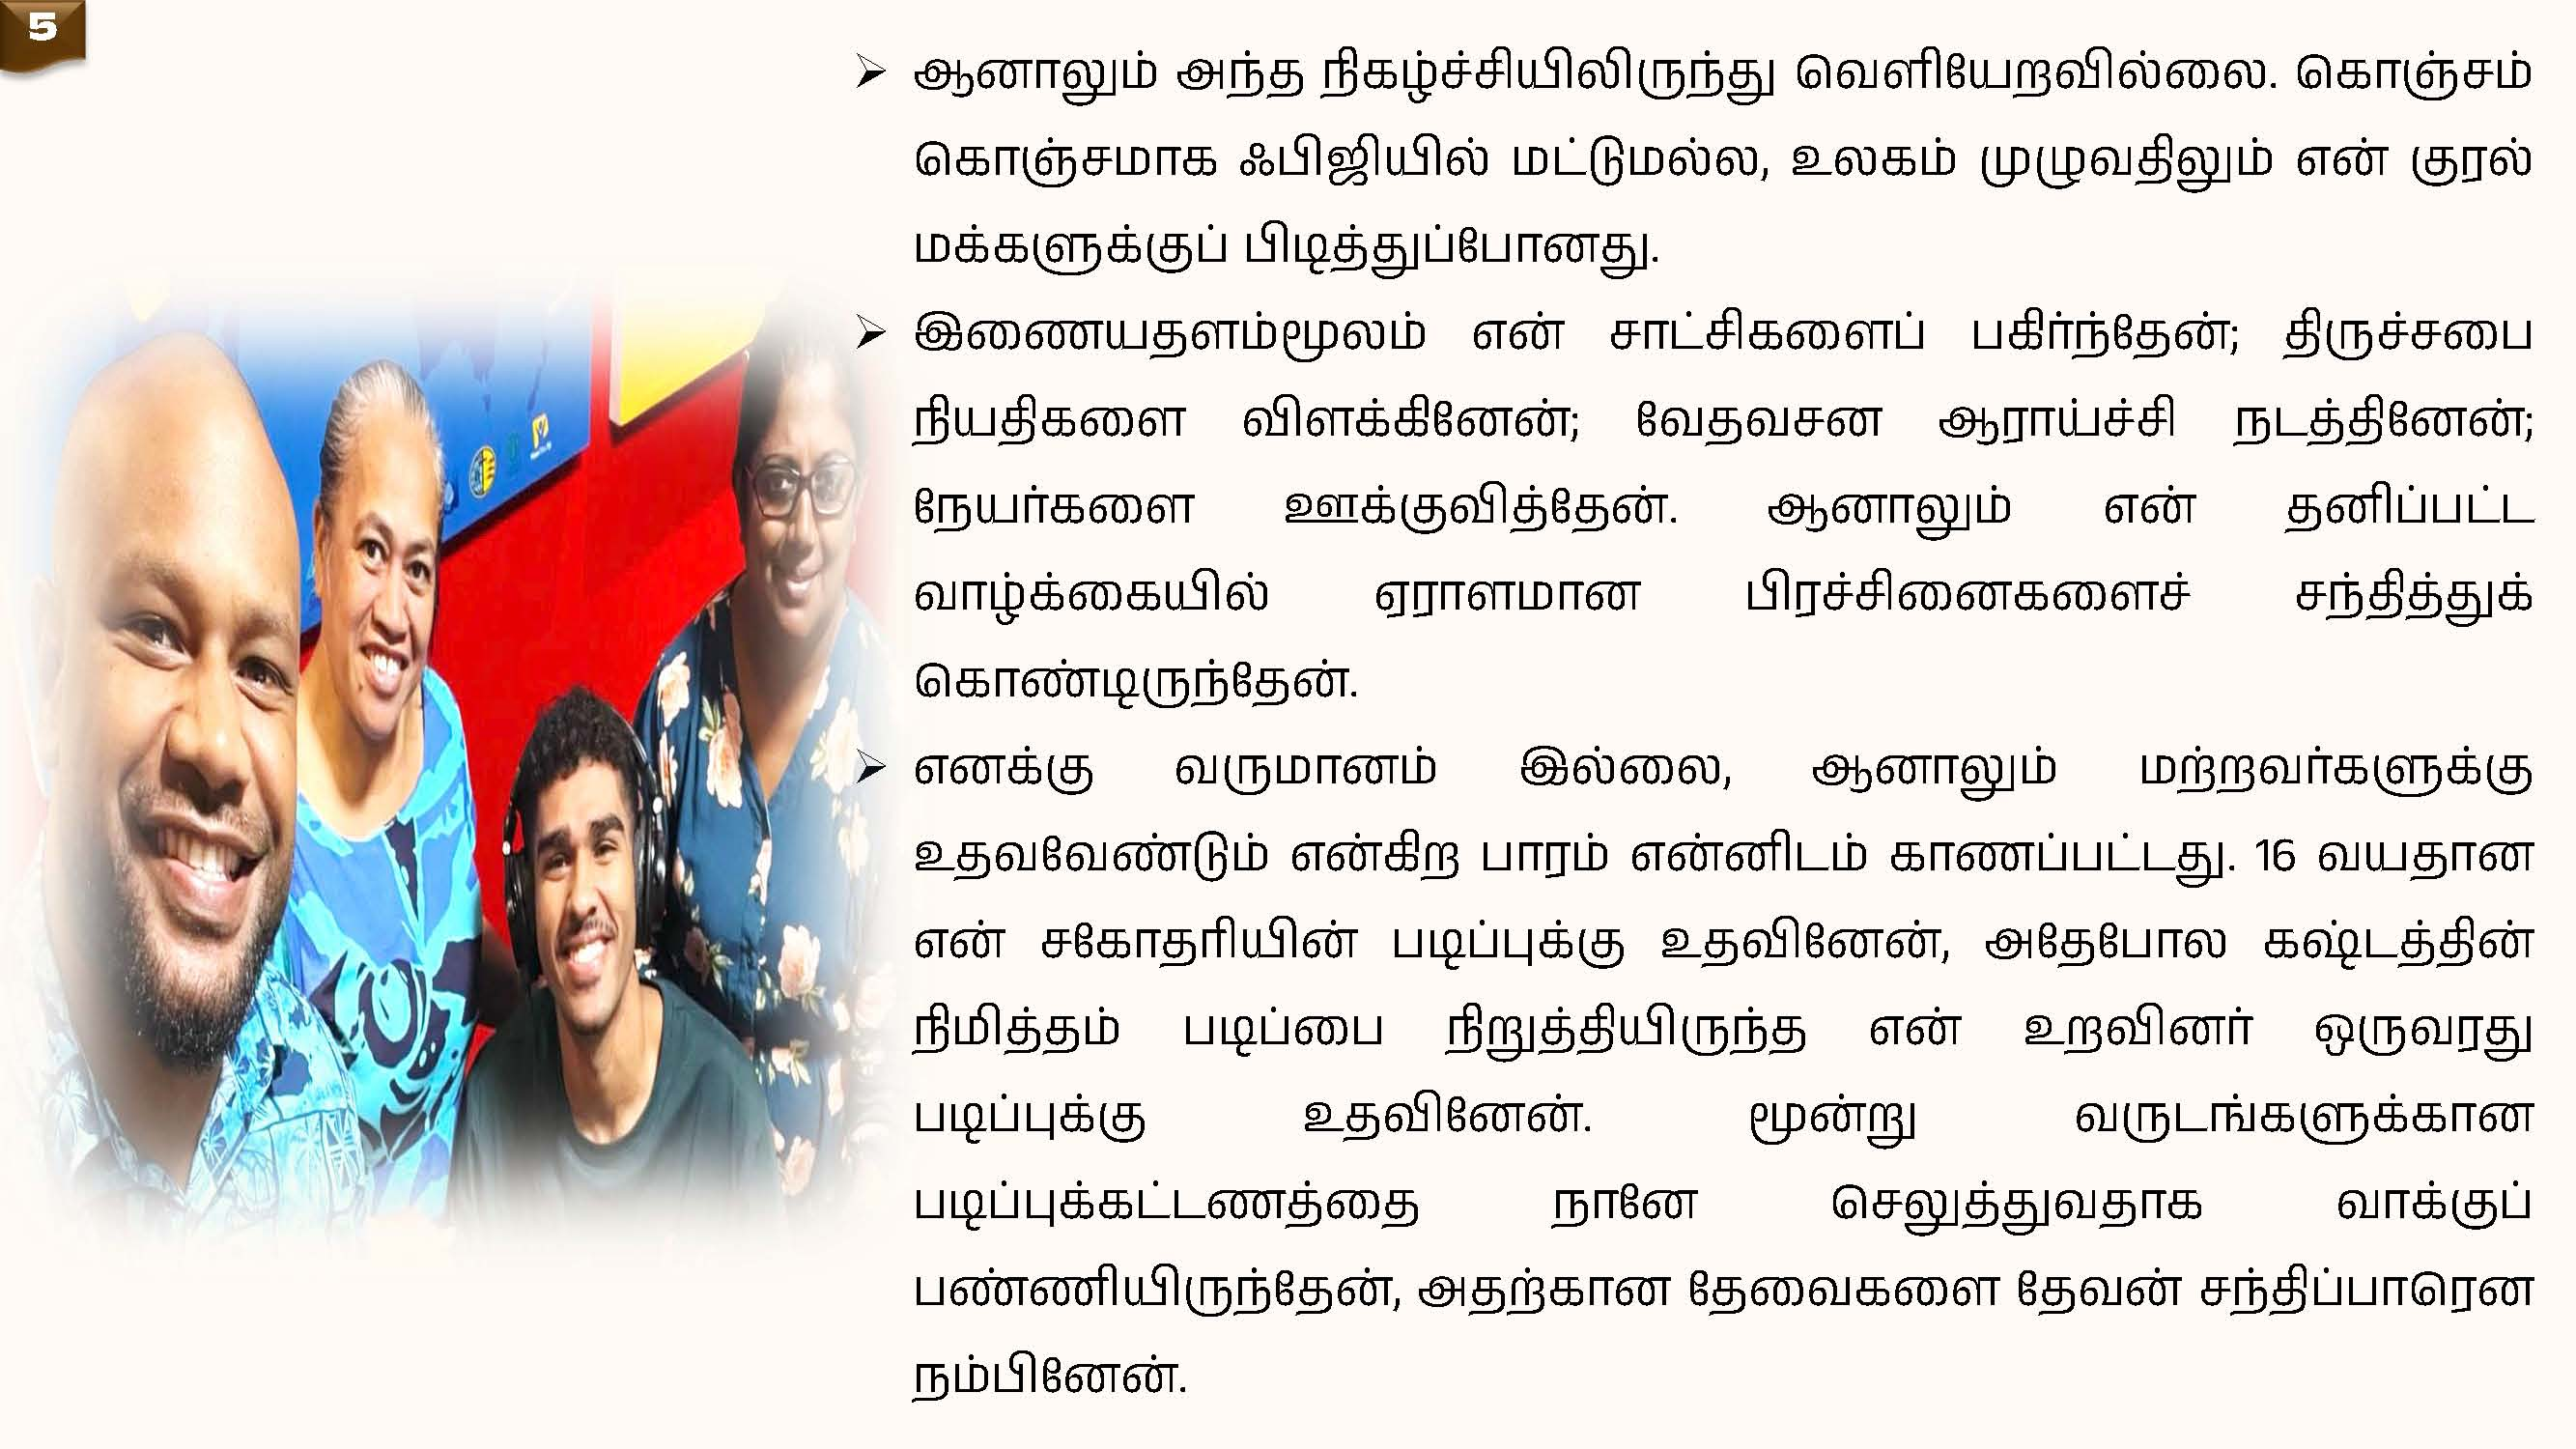 5
➢ ஆனாலும் அந்த நிகழ்ச்சியிலிருந்து வெளியேறவில்லை. கொஞ்சம்
கொஞ்சமாக ஃபிஜியில் மட்டுமல்ல, உலகம் முழுவதிலும் என் குரல்
மக்களுக்குப் பிடித்துப்போனது.
➢ இணையதளம்மூலம் என் சாட்சிகளைப் பகிர்ந்தேன்; திருச்சபை
நியதிகளை விளக்கினேன்; வேதவசன ஆராய்ச்சி நடத்தினேன்;
நேயர்களை ஊக்குவித்தேன். ஆனாலும் என் தனிப்பட்ட
வாழ்க்கையில் ஏராளமான பிரச்சினைகளைச் சந்தித்துக்
கொண்டிருந்தேன்.
➢ எனக்கு வருமானம் இல்லை, ஆனாலும் மற்றவர்களுக்கு
உதவவேண்டும் என்கிற பாரம் என்னிடம் காணப்பட்டது. 16 வயதான
என் சகோதரியின் படிப்புக்கு உதவினேன், அதேபோல கஷ்டத்தின்
நிமித்தம் படிப்பை நிறுத்தியிருந்த என் உறவினர் ஒருவரது
படிப்புக்கு உதவினேன். மூன்று வருடங்களுக்கான
படிப்புக்கட்டணத்தை நானே செலுத்துவதாக வாக்குப்
பண்ணியிருந்தேன், அதற்கான தேவைகளை தேவன் சந்திப்பாரென
நம்பினேன்.